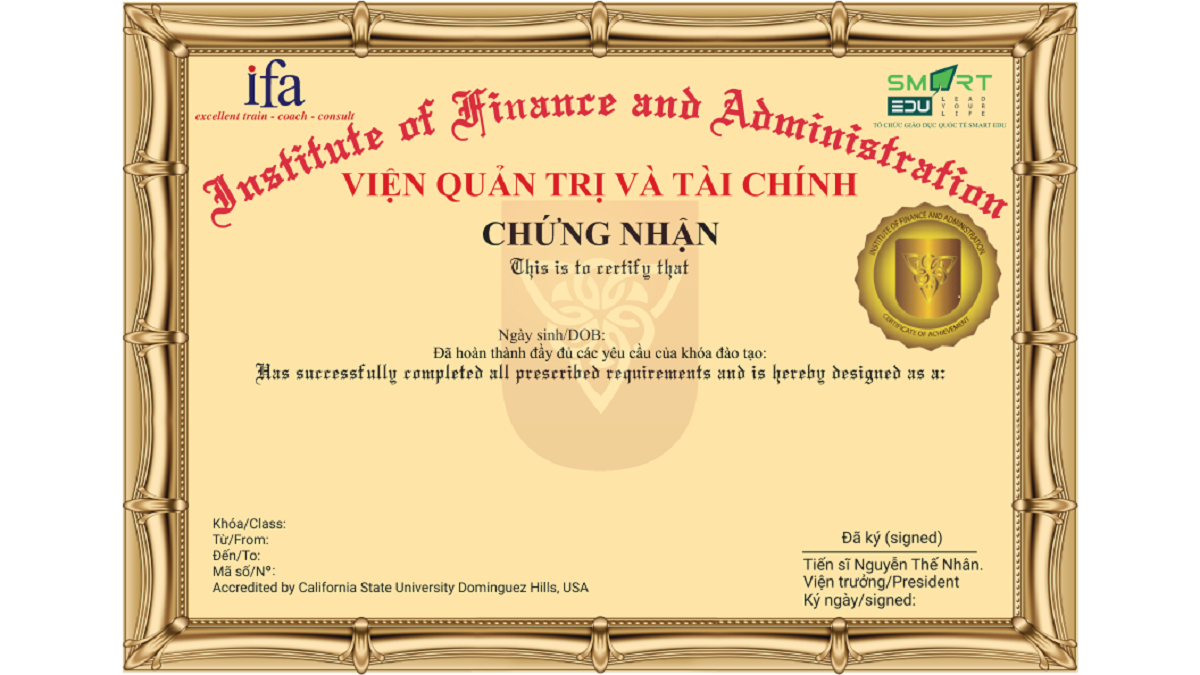 ifa
excellent train - coach - consult
SMART
EDU LEAD YOUR LIFE
TỔ CHỨC GIÁO DỤC QUỐC TẾ SMART EDU
Institute of Finance and Administration
VIỆN QUẢN TRỊ VÀ TÀI CHÍNH
CHỨNG NHẬN
This is to certify that
INSTITUTE OF FINANCE AND ADMINISTRATION
CERTIFICATE OF ACHIEVEMENT
Ngày sinh/DOB:
Đã hoàn thành đầy đủ các yêu cầu của khóa đào tạo:
Has successfully completed all prescribed requirements and is hereby designed as a:
Khóa/Class:
Từ/From:
Đến/To:
Mã số/Nº:
Accredited by California State University Dominguez Hills, USA
Đã ký (signed)
Tiến sĩ Nguyễn Thế Nhân.
Viện trưởng/President
Ký ngày/signed: